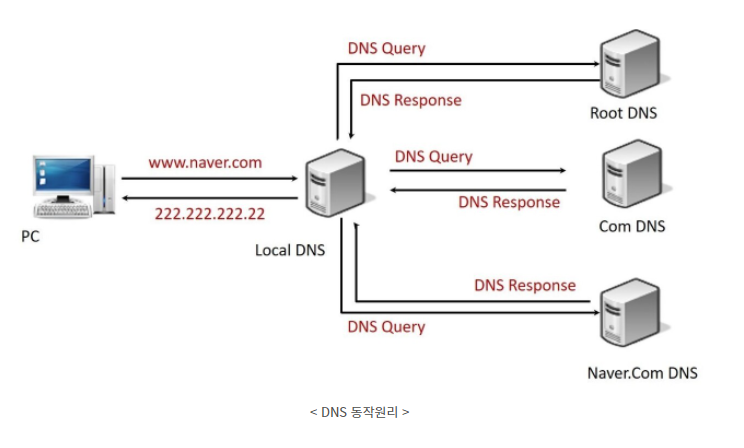 DNS Query
DNS Response
Root DNS
www.naver.com
222.222.222.22
PC
Local DNS
DNS Query
DNS Response
Com DNS
DNS Response
DNS Query
Naver.Com DNS
< DNS 동작원리 >